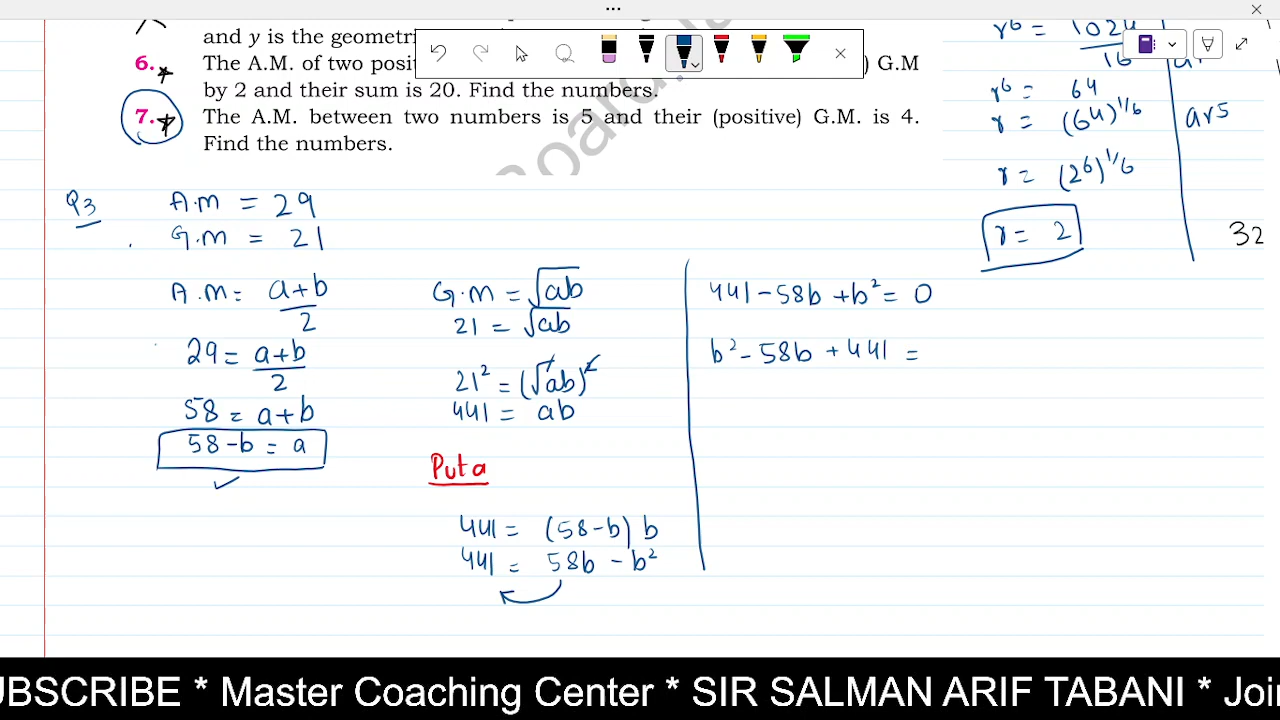 and y is the geometri
6. The A.M. of two posit ) G.M
by 2 and their sum is 20. Find the numbers.
7. The A.M. between two numbers is 5 and their (positive) G.M. is 4.
Find the numbers.
Q3
A.M = 29
G.M = 21
A.M = a+b/2
29 = a+b/2
58 = a+b
58-b = a
G.M = √ab
21 = √ab
21² = (√ab)²
441 = ab
Put a
441 = (58-b) b
441 = 58b - b²
441 - 58b + b² = 0
b² - 58b + 441 =
r⁶ = 1024/16
r⁶ = 64
r = (64)^1/6
r = (2⁶)^1/6
r = 2
ar5
32
UBSCRIBE * Master Coaching Center * SIR SALMAN ARIF TABANI * Joi